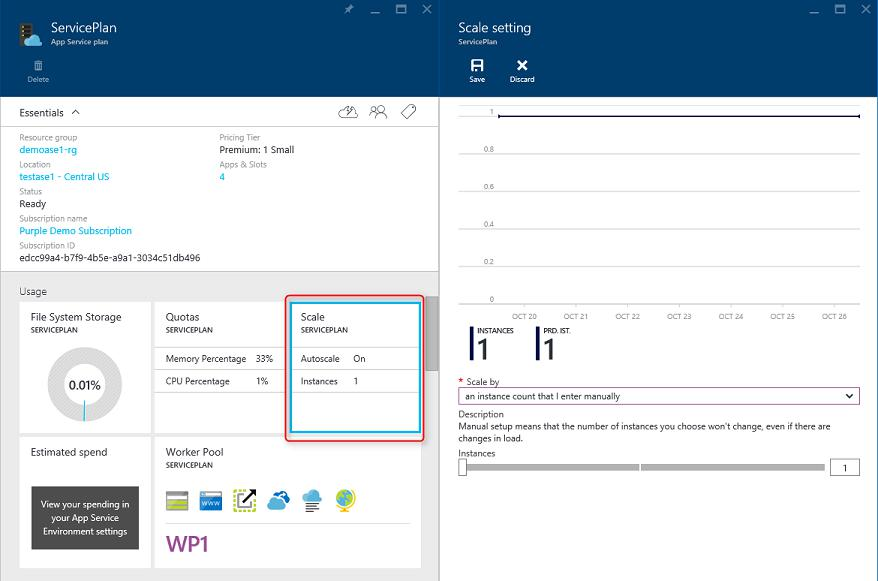 ServicePlan
App Service plan
Delete
Essentials
Resource group
demoase1-rg
Pricing Tier
Premium: 1 Small
Location
testase1 - Central US
Apps & Slots
4
Status
Ready
Subscription name
Purple Demo Subscription
Subscription ID
edcc99a4-b7f9-4b5e-a9a1-3034c51db496
Usage
File System Storage
SERVICEPLAN
0.01%
Quotas
SERVICEPLAN
Memory Percentage 33%
CPU Percentage 1%
Scale
SERVICEPLAN
Autoscale On
Instances 1
Estimated spend
View your spending in
your App Service
Environment settings
Worker Pool
SERVICEPLAN
WWW
WP1
Scale setting
ServicePlan
Save Discard
1
0.8
0.6
0.4
0.2
0
OCT 20 OCT 21 OCT 22 OCT 23 OCT 24 OCT 25 OCT 26
INSTANCES
1
PRD. IST.
1
* Scale by
an instance count that I enter manually
Description
Manual setup means that the number of instances you choose won't change, even if there are
changes in load.
Instances
1